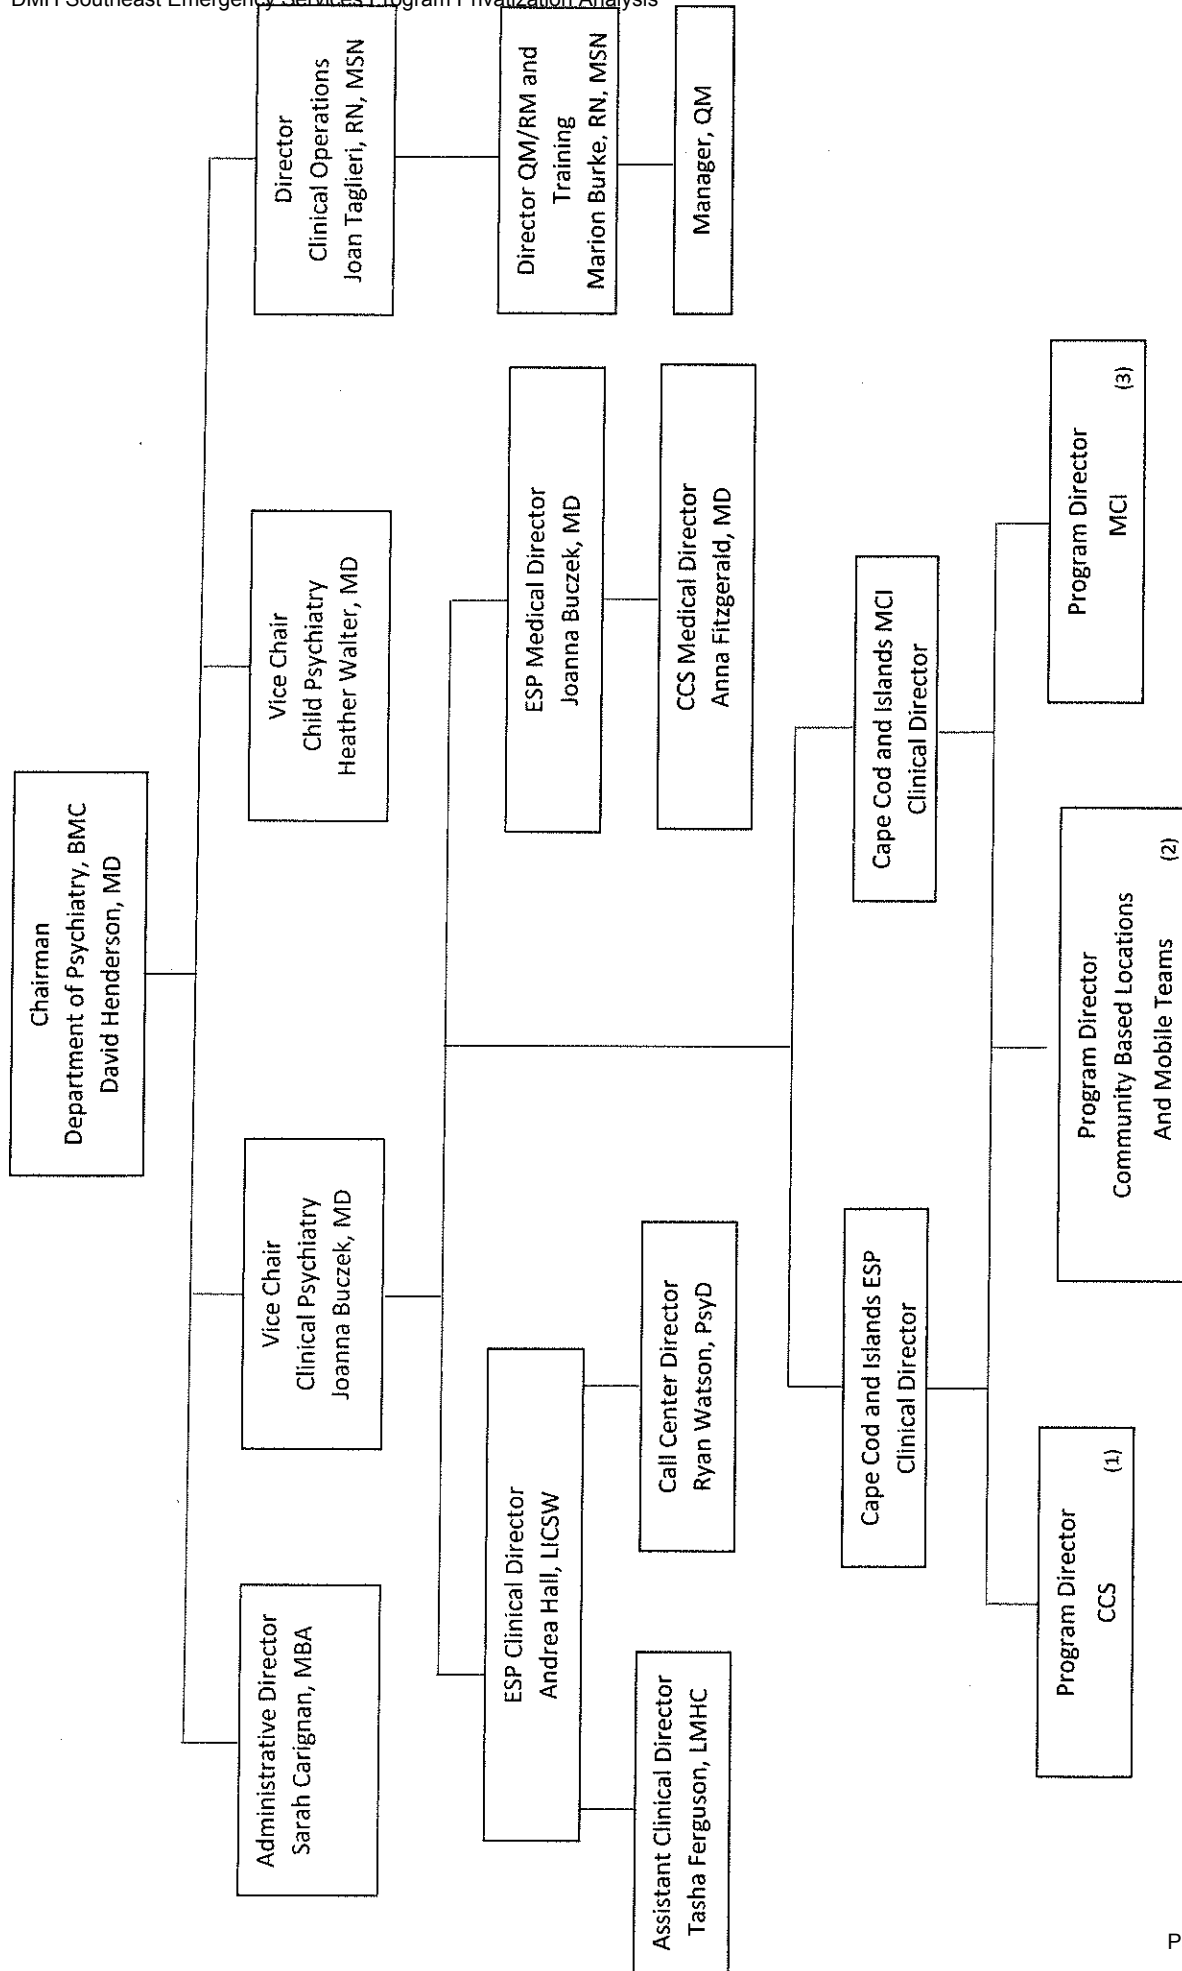 DMH Southeast Emergency Services Program Privatization Analysis
Chairman
Department of Psychiatry, BMC
David Henderson, MD
Administrative Director
Sarah Carignan, MBA
Vice Chair
Clinical Psychiatry
Joanna Buczek, MD
Vice Chair
Child Psychiatry
Heather Walter, MD
Director
Clinical Operations
Joan Taglieri, RN, MSN
ESP Clinical Director
Andrea Hall, LICSW
ESP Medical Director
Joanna Buczek, MD
Director QM/RM and
Training
Marion Burke, RN, MSN
Assistant Clinical Director
Tasha Ferguson, LMHC
Call Center Director
Ryan Watson, PsyD
CCS Medical Director
Anna Fitzgerald, MD
Manager, QM
Cape Cod and Islands ESP
Clinical Director
Cape Cod and Islands MCI
Clinical Director
Program Director
CCS
(1)
Program Director
Community Based Locations
And Mobile Teams
(2)
Program Director
MCI
(3)
P